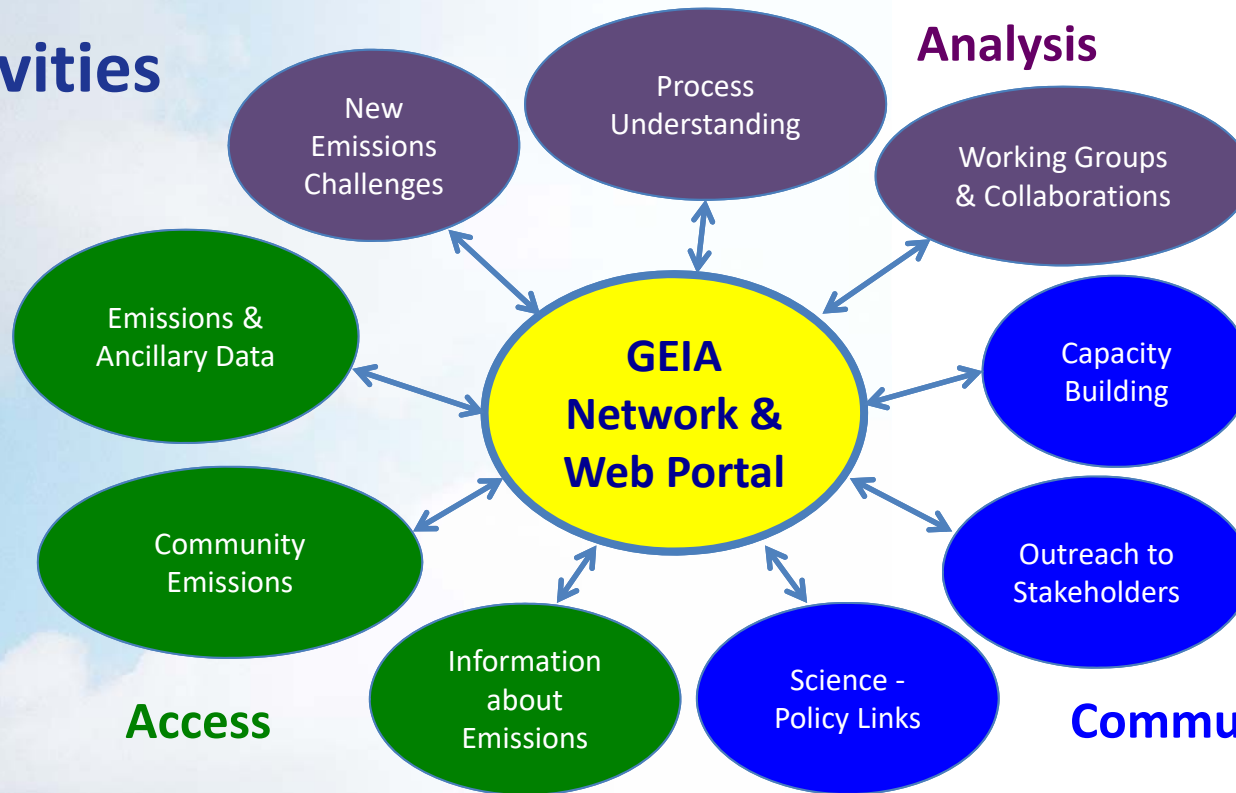 vities
Analysis
New
Emissions
Challenges
Process
Understanding
Working Groups
& Collaborations
Emissions &
Ancillary Data
GEIA
Network &
Web Portal
Capacity
Building
Community
Emissions
Outreach to
Stakeholders
Information
about
Emissions
Science -
Policy Links
Access
Commu